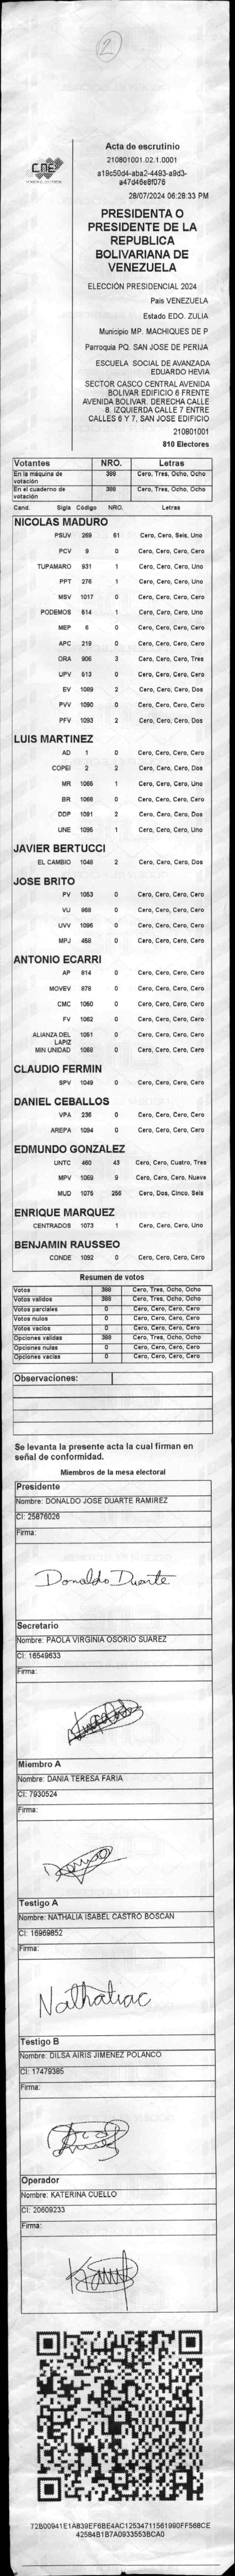 2
CNE
Acta de escrutinio
210801001.02.1.0001
a19c50d4-aba2-4493-a9d3-
a47d46e8f076
28/07/2024 06:28:33 PM
PRESIDENTA O
PRESIDENTE DE LA
REPUBLICA
BOLIVARIANA DE
VENEZUELA
ELECCIÓN PRESIDENCIAL 2024
Pais VENEZUELA
Estado EDO. ZULIA
Municipio MP. MACHIQUES DE P
Parroquia PQ. SAN JOSE DE PERIJA
ESCUELA SOCIAL DE AVANZADA
EDUARDO HEVIA
SECTOR CASCO CENTRAL AVENIDA
BOLIVAR EDIFICIO 6 FRENTE
AVENIDA BOLIVAR. DERECHA CALLE
8. IZQUIERDA CALLE 7 ENTRE
CALLES 6 Y 7, SAN JOSE EDIFICIO
210801001
810 Electores
Votantes NRO. Letras
En la máquina de votación 388 Cero, Tres, Ocho, Ocho
En el cuaderno de votación 388 Cero, Tres, Ocho, Ocho
Cand. Sigla Código NRO. Letras
NICOLAS MADURO
PSUV 269 61 Cero, Cero, Seis, Uno
PCV 9 0 Cero, Cero, Cero, Cero
TUPAMARO 931 1 Cero, Cero, Cero, Uno
PPT 276 1 Cero, Cero, Cero, Uno
MSV 1017 0 Cero, Cero, Cero, Cero
PODEMOS 614 1 Cero, Cero, Cero, Uno
MEP 6 0 Cero, Cero, Cero, Cero
APC 219 0 Cero, Cero, Cero, Cero
ORA 906 3 Cero, Cero, Cero, Tres
UPV 613 0 Cero, Cero, Cero, Cero
EV 1089 2 Cero, Cero, Cero, Dos
PVV 1090 0 Cero, Cero, Cero, Cero
PFV 1093 2 Cero, Cero, Cero, Dos
LUIS MARTINEZ
AD 1 0 Cero, Cero, Cero, Cero
COPEI 2 2 Cero, Cero, Cero, Dos
MR 1065 1 Cero, Cero, Cero, Uno
BR 1066 0 Cero, Cero, Cero, Cero
DDP 1091 2 Cero, Cero, Cero, Dos
UNE 1095 1 Cero, Cero, Cero, Uno
JAVIER BERTUCCI
EL CAMBIO 1048 2 Cero, Cero, Cero, Dos
JOSE BRITO
PV 1053 0 Cero, Cero, Cero, Cero
VU 868 0 Cero, Cero, Cero, Cero
UVV 1096 0 Cero, Cero, Cero, Cero
MPJ 458 0 Cero, Cero, Cero, Cero
ANTONIO ECARRI
AP 814 0 Cero, Cero, Cero, Cero
MOVEV 878 0 Cero, Cero, Cero, Cero
CMC 1050 0 Cero, Cero, Cero, Cero
FV 1062 0 Cero, Cero, Cero, Cero
ALIANZA DEL LAPIZ 1051 0 Cero, Cero, Cero, Cero
MIN UNIDAD 1068 0 Cero, Cero, Cero, Cero
CLAUDIO FERMIN
SPV 1049 0 Cero, Cero, Cero, Cero
DANIEL CEBALLOS
VPA 236 0 Cero, Cero, Cero, Cero
AREPA 1094 0 Cero, Cero, Cero, Cero
EDMUNDO GONZALEZ
UNTC 460 43 Cero, Cero, Cuatro, Tres
MPV 1069 9 Cero, Cero, Cero, Nueve
MUD 1075 256 Cero, Dos, Cinco, Seis
ENRIQUE MARQUEZ
CENTRADOS 1073 1 Cero, Cero, Cero, Uno
BENJAMIN RAUSSEO
CONDE 1092 0 Cero, Cero, Cero, Cero
Resumen de votos
Votos 388 Cero, Tres, Ocho, Ocho
Votos validos 388 Cero, Tres, Ocho, Ocho
Votos parciales 0 Cero, Cero, Cero, Cero
Votos nulos 0 Cero, Cero, Cero, Cero
Votos vacios 0 Cero, Cero, Cero, Cero
Opciones validas 388 Cero, Tres, Ocho, Ocho
Opciones nulas 0 Cero, Cero, Cero, Cero
Opciones vacias 0 Cero, Cero, Cero, Cero
Observaciones:
Se levanta la presente acta la cual firman en
señal de conformidad.
Miembros de la mesa electoral
Presidente
Nombre: DONALDO JOSE DUARTE RAMIREZ
CI: 25876026
Firma:
Donaldo Duarte
Secretario
Nombre: PAOLA VIRGINIA OSORIO SUAREZ
CI: 16549633
Firma:
Miembro A
Nombre: DANIA TERESA FARIA
CI: 7930524
Firma:
Testigo A
Nombre: NATHALIA ISABEL CASTRO BOSCAN
CI: 16969852
Firma:
Nathaliac
Testigo B
Nombre: DILSA AIRIS JIMENEZ POLANCO
CI: 17479385
Firma:
Operador
Nombre: KATERINA CUELLO
CI: 20609233
Firma:
72B00941E1A839EF6BE4AC12534711561990FF568CE
42584B1B7A0933553BCA0